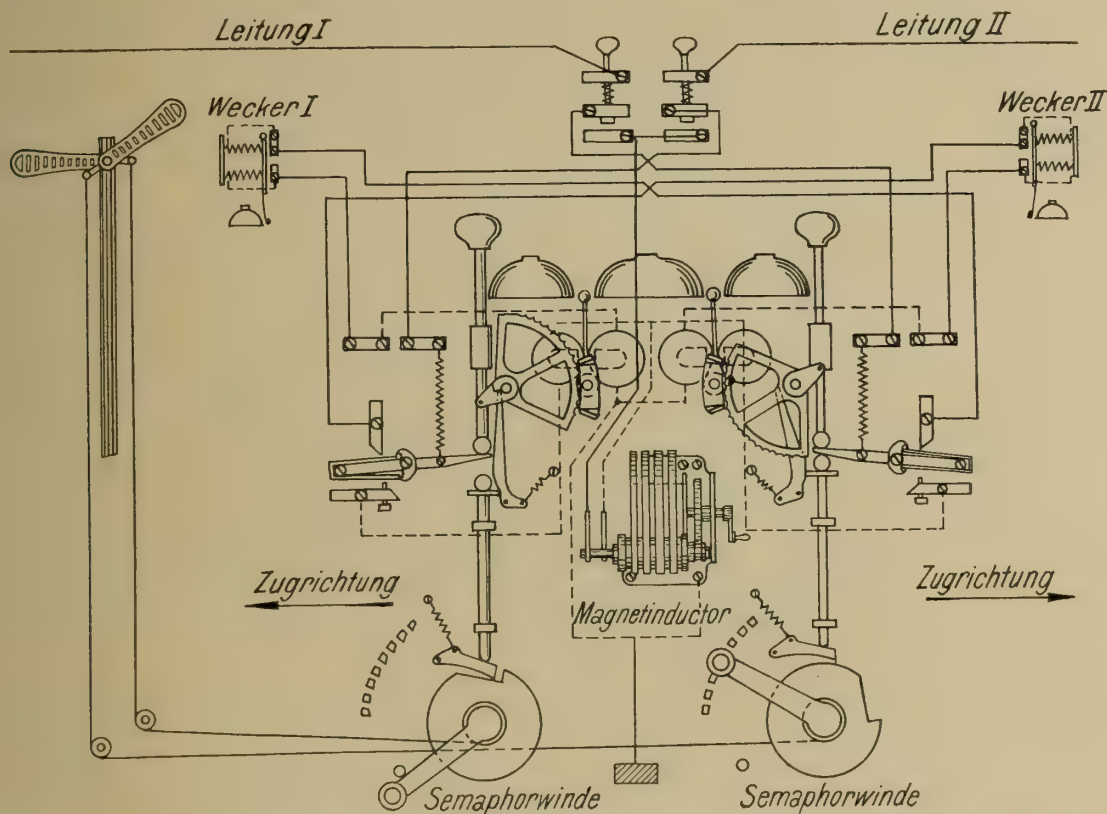 Leitung I
Leitung II
Wecker I
Wecker II
Zugrichtung
Zugrichtung
Magnetinductor
Semaphorwinde
Semaphorwinde